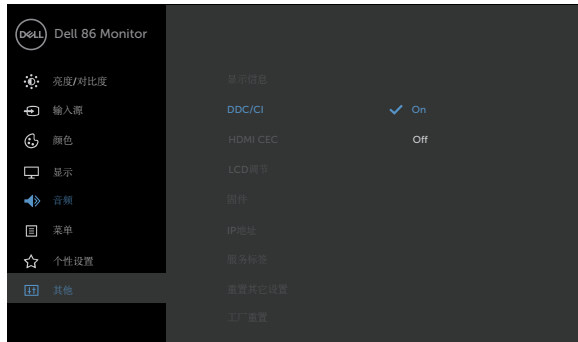 DELL Dell 86 Monitor
亮度/对比度
显示信息
输入源
DDC/CI
On
颜色
HDMI CEC
Off
显示
LCD调节
音频
固件
菜单
IP地址
个性设置
服务标签
其他
重置其它设置
工厂重置